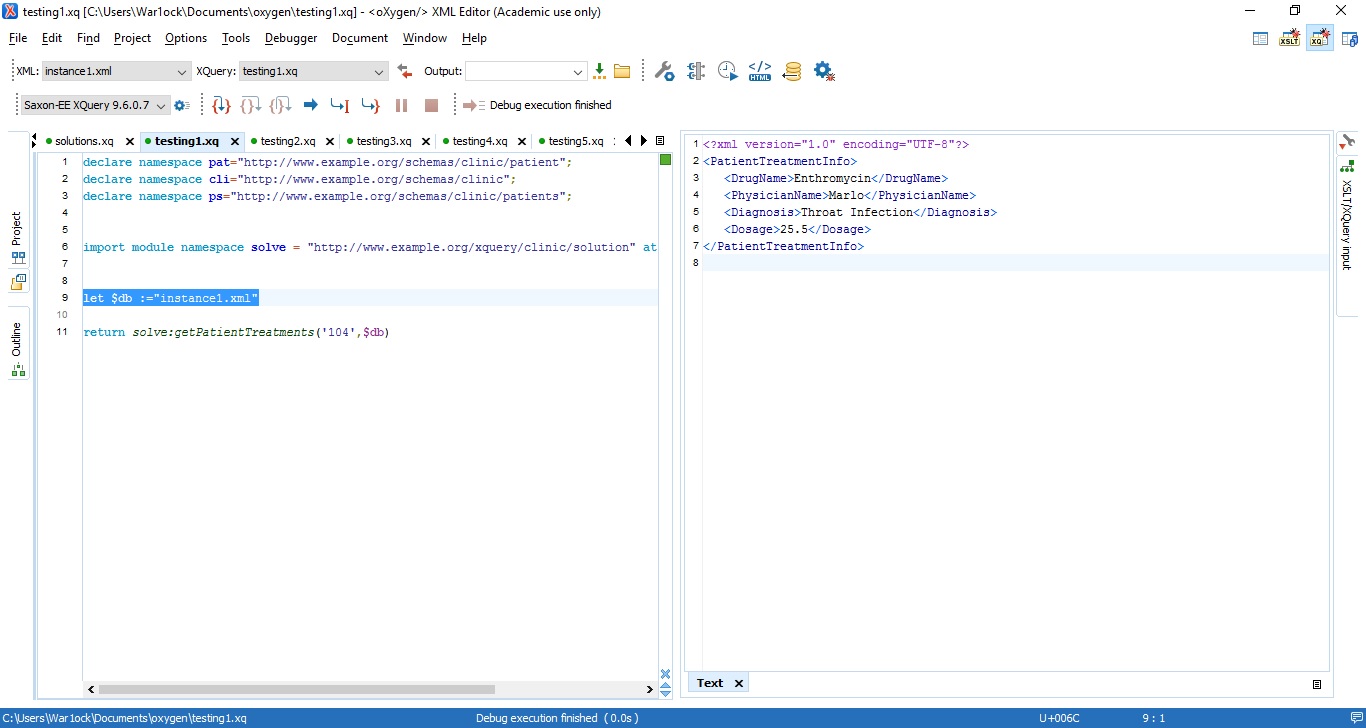 testing1.xq [C:\Users\War1ock\Documents\oxygen\testing1.xq] - <oXygen/> XML Editor (Academic use only)
File Edit Find Project Options Tools Debugger Document Window Help
XSLT XQ
XML: instance1.xml XQuery: testing1.xq Output: </> HTML
Saxon-EE XQuery 9.6.0.7 Debug execution finished
solutions.xq testing1.xq testing2.xq testing3.xq testing4.xq testing5.xq
1 declare namespace pat="http://www.example.org/schemas/clinic/patient";
2 declare namespace cli="http://www.example.org/schemas/clinic";
3 declare namespace ps="http://www.example.org/schemas/clinic/patients";
4
5
6 import module namespace solve = "http://www.example.org/xquery/clinic/solution" at
7
8
9 let $db :="instance1.xml"
10
11 return solve:getPatientTreatments('104',$db)
1 <?xml version="1.0" encoding="UTF-8"?>
2 <PatientTreatmentInfo>
3 <DrugName>Enthromycin</DrugName>
4 <PhysicianName>Marlo</PhysicianName>
5 <Diagnosis>Throat Infection</Diagnosis>
6 <Dosage>25.5</Dosage>
7 </PatientTreatmentInfo>
8
Project
Outline
XSLT/XQuery input
Text
C:\Users\War1ock\Documents\oxygen\testing1.xq Debug execution finished (0.0s) U+006C 9 : 1